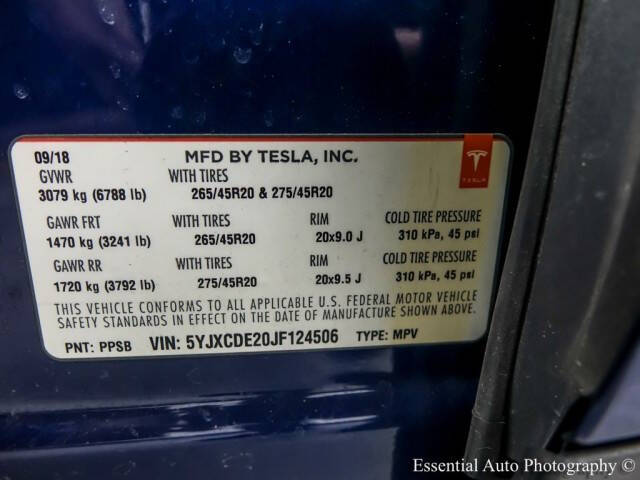 09/18 MFD BY TESLA, INC.
GVWR WITH TIRES
3079 kg (6788 lb) 265/45R20 & 275/45R20
GAWR FRT WITH TIRES RIM COLD TIRE PRESSURE
1470 kg (3241 lb) 265/45R20 20x9.0 J 310 kPa, 45 psi
GAWR RR WITH TIRES RIM COLD TIRE PRESSURE
1720 kg (3792 lb) 275/45R20 20x9.5 J 310 kPa, 45 psi
THIS VEHICLE CONFORMS TO ALL APPLICABLE U.S. FEDERAL MOTOR VEHICLE
SAFETY STANDARDS IN EFFECT ON THE DATE OF MANUFACTURE SHOWN ABOVE.
PNT: PPSB VIN: 5YJXCDE20JF124506 TYPE: MPV
TESLA
Essential Auto Photography ©